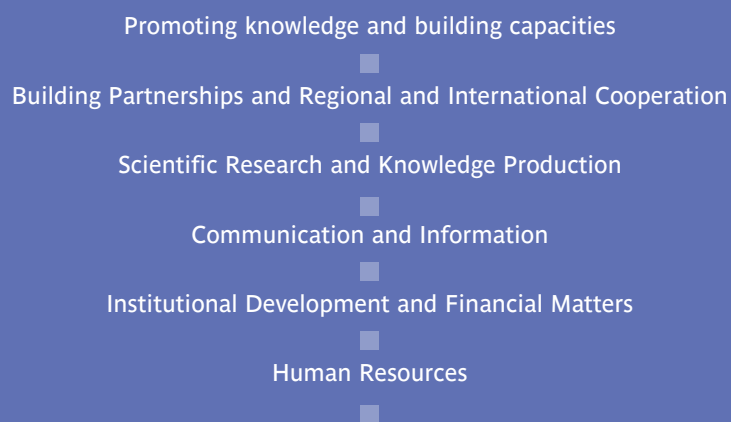 Promoting knowledge and building capacities
Building Partnerships and Regional and International Cooperation
Scientific Research and Knowledge Production
Communication and Information
Institutional Development and Financial Matters
Human Resources